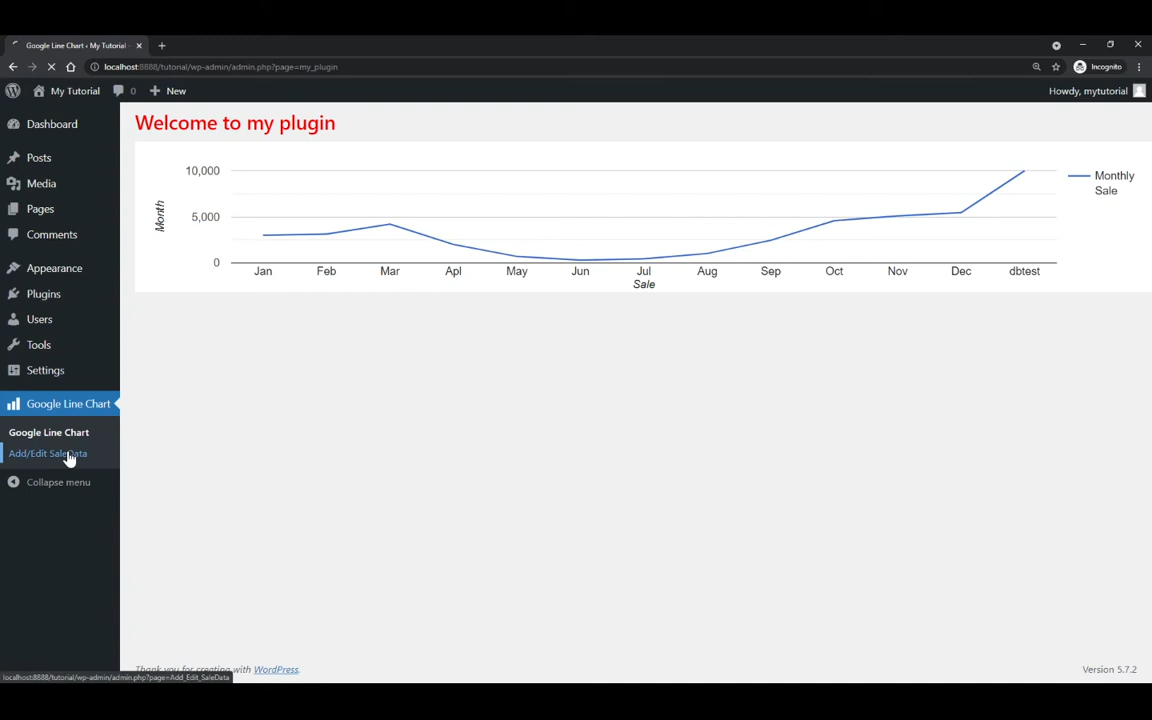 Google Line Chart ‹ My Tutorial
localhost:8888/tutorial/wp-admin/admin.php?page=my_plugin
Incognito
My Tutorial
0
New
Howdy, mytutorial
Dashboard
Posts
Media
Pages
Comments
Appearance
Plugins
Users
Tools
Settings
Google Line Chart
Google Line Chart
Add/Edit SaleData
Collapse menu
Welcome to my plugin
10,000
5,000
0
Month
Jan Feb Mar Apl May Jun Jul Aug Sep Oct Nov Dec dbtest
Sale
Monthly
Sale
Thank you for creating with WordPress.
Version 5.7.2
localhost:8888/tutorial/wp-admin/admin.php?page=Add_Edit_SaleData